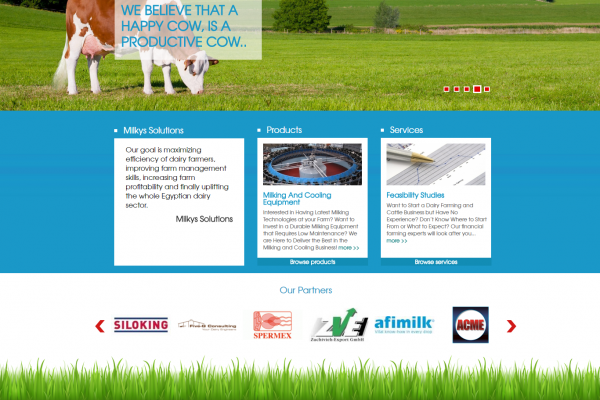 WE BELIEVE THAT A
HAPPY COW, IS A
PRODUCTIVE COW..
Milkys Solutions
Our goal is maximizing
efficiency of dairy farmers,
improving farm management
skills, increasing farm
profitability and finally uplifting
the whole Egyptian dairy
sector.
Milkys Solutions
Products
Milking And Cooling
Equipment
Interested in Having Latest Milking
Technologies at your Farm? Want to
Invest in a Durable Milking Equipment
that Requires Low Maintenance? We
are Here to Deliver the Best in the
Milking and Cooling Business! more >>
Browse products
Services
Feasibility Studies
Want to Start a Dairy Farming and
Cattle Business but Have No
Experience? Don't Know Where to Start
From or What to Expect? Our financial
farming experts will look after you...
more >>
Browse services
Our Partners
SILOKING
Five-G Consulting
SPERMEX
ZVE
Zuchtvieh-Export GmbH
afimilk
ACME